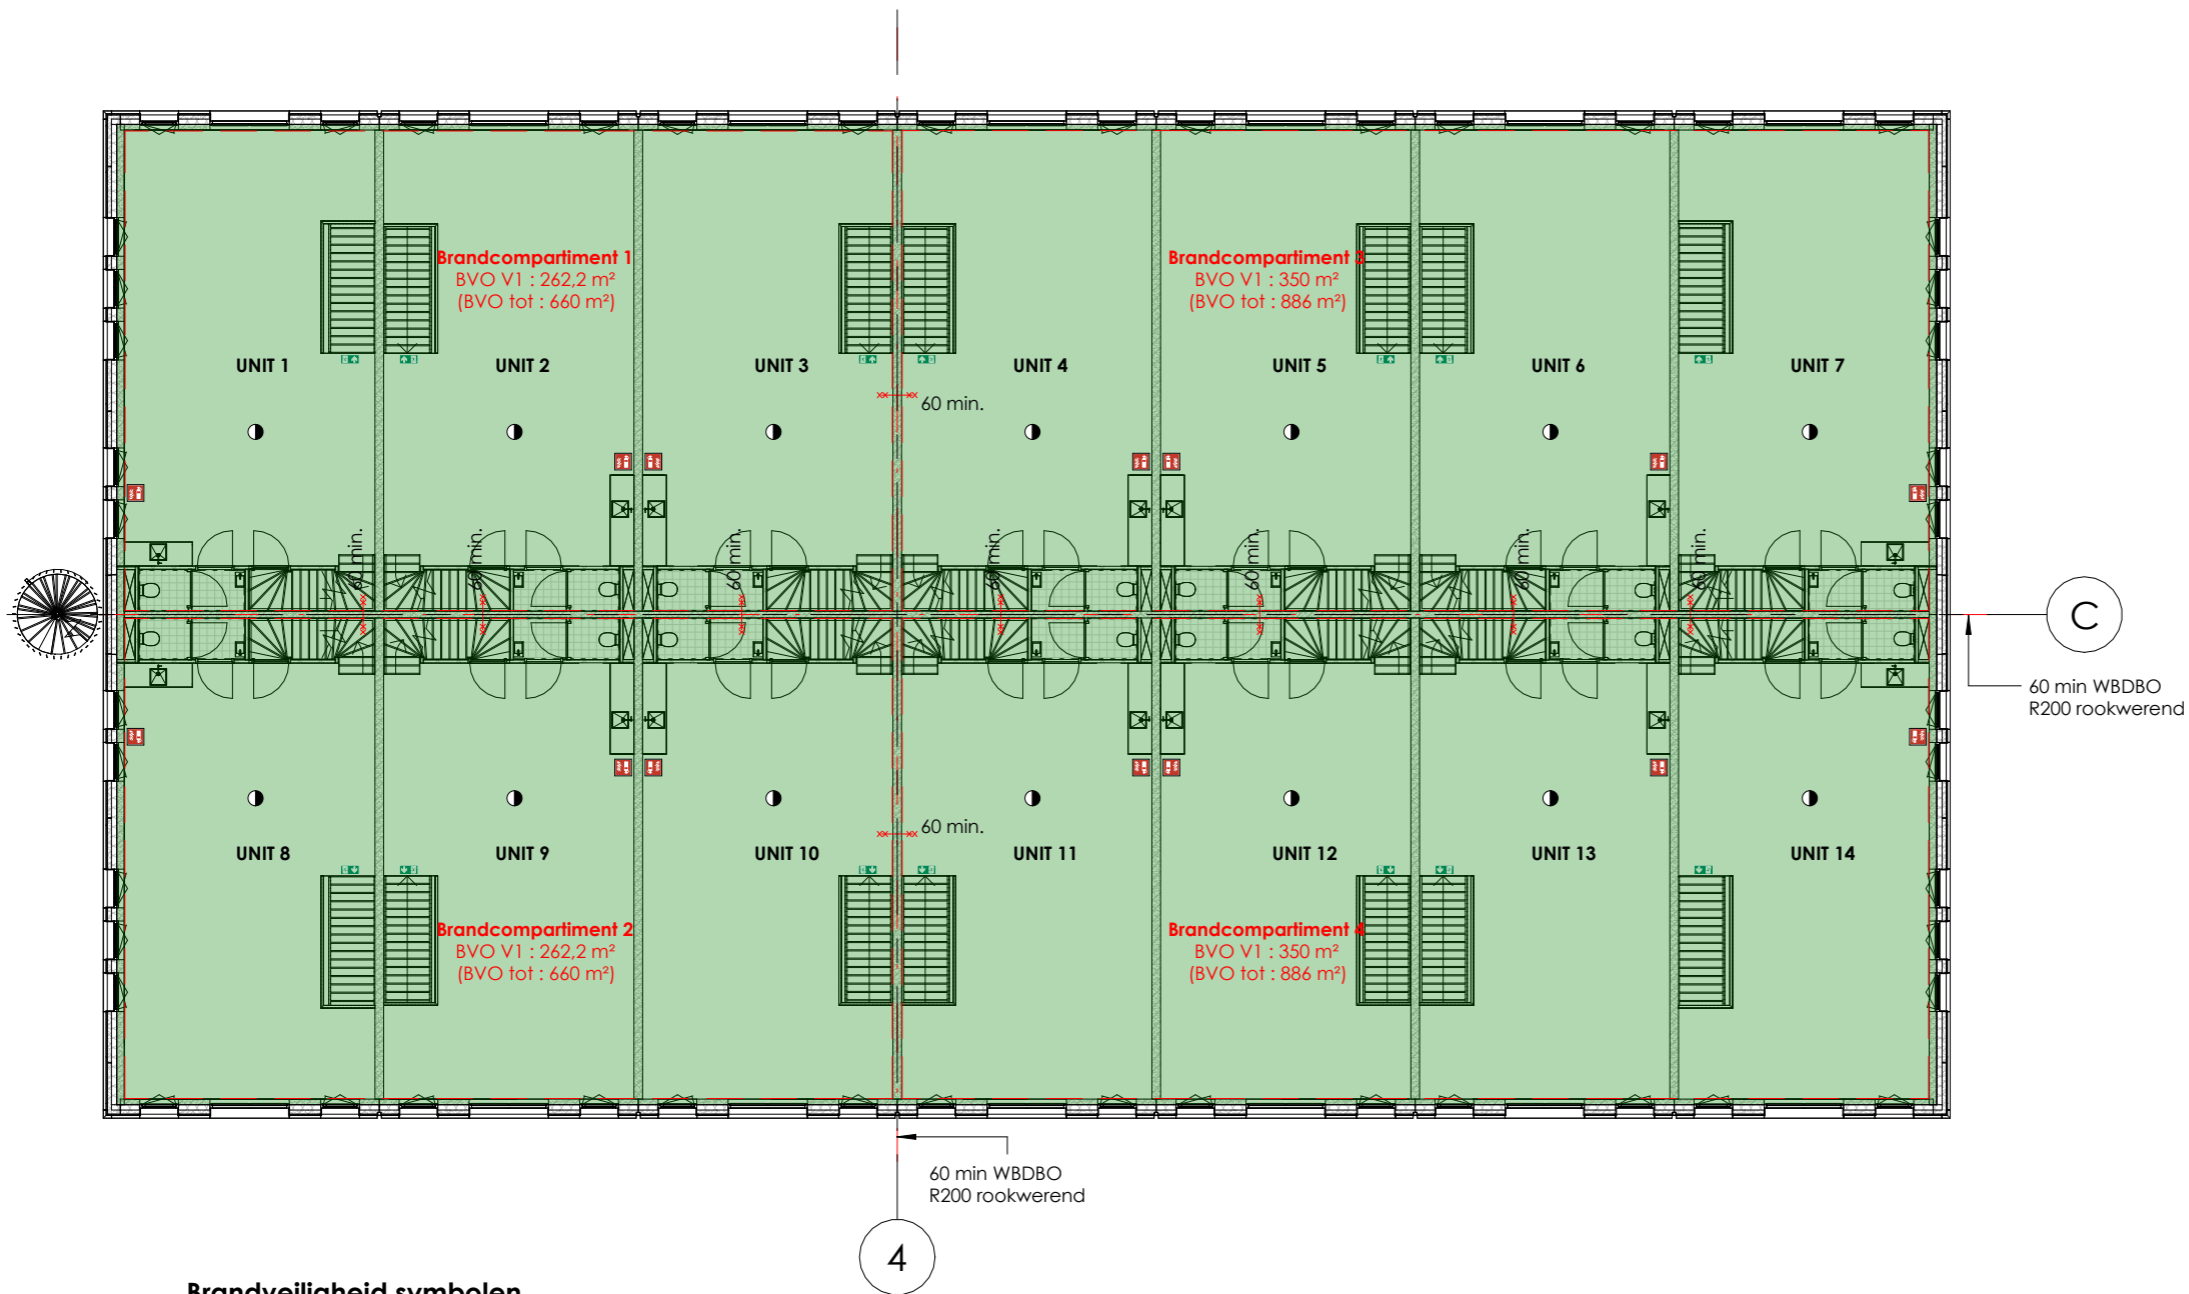 Brandcompartiment 1
BVO V1 : 262,2 m²
(BVO tot : 660 m²)
Brandcompartiment 3
BVO V1 : 350 m²
(BVO tot : 886 m²)
UNIT 1
UNIT 2
UNIT 3
UNIT 4
UNIT 5
UNIT 6
UNIT 7
60 min.
60 min.
60 min.
60 min.
60 min.
60 min.
60 min.
60 min.
C
60 min WBDBO
R200 rookwerend
60 min.
UNIT 8
UNIT 9
UNIT 10
UNIT 11
UNIT 12
UNIT 13
UNIT 14
Brandcompartiment 2
BVO V1 : 262,2 m²
(BVO tot : 660 m²)
Brandcompartiment 4
BVO V1 : 350 m²
(BVO tot : 886 m²)
60 min WBDBO
R200 rookwerend
4
Brandveiligheid symbolen